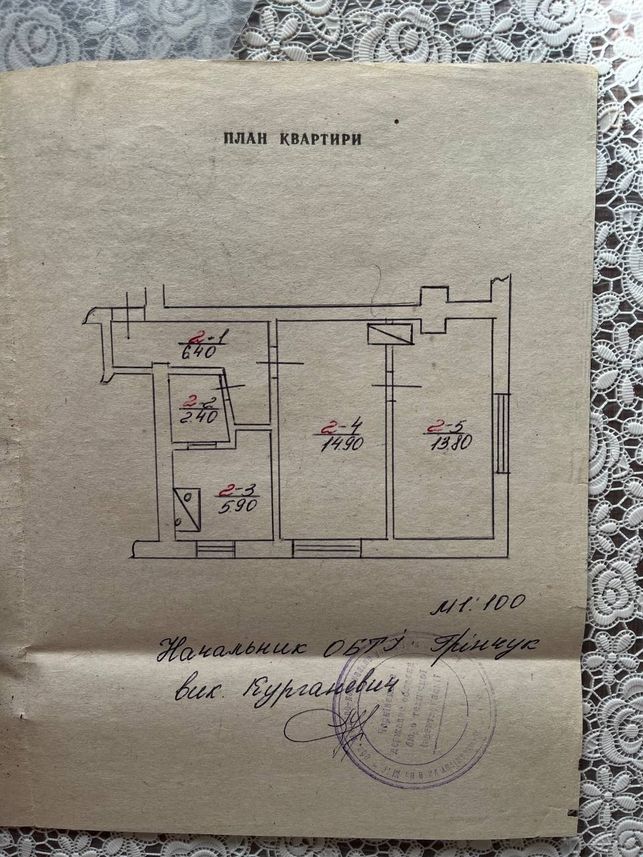 ПЛАН КВАРТИРИ
2-1
6.40
2-2
2.40
2-4
14.90
2-5
13.80
2-3
5.90
М1:100
Начальник ОБТІ Грінчук
вик. Курганевич